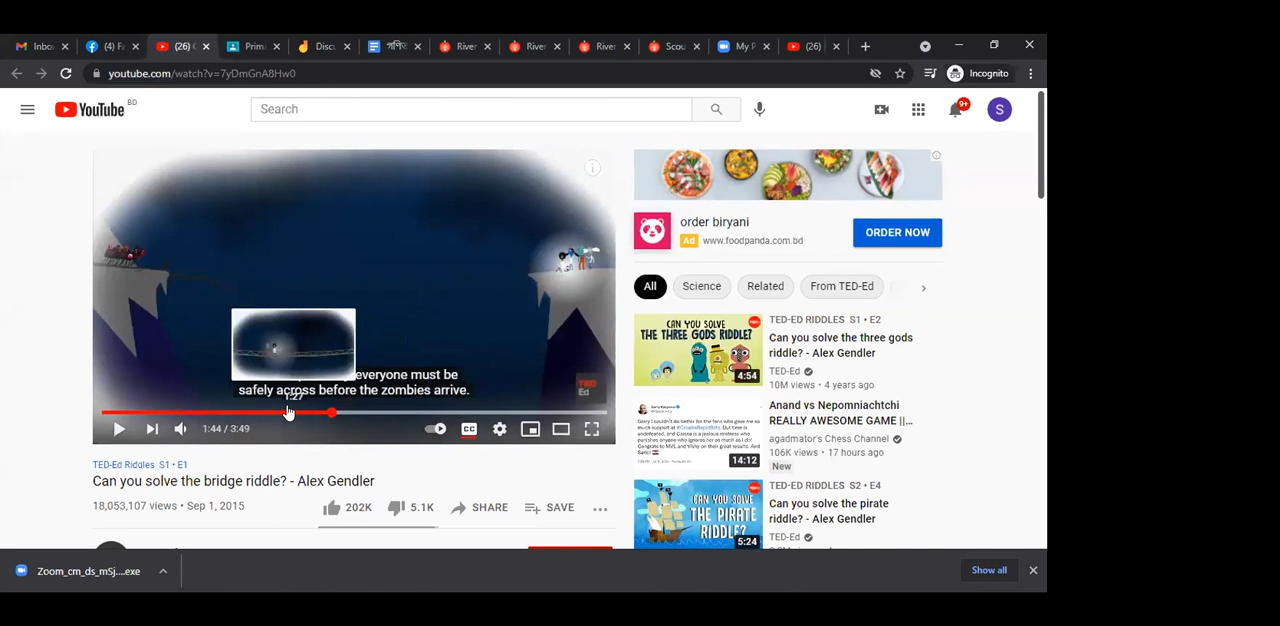 Inbo
(4) F
(26)
Prima
Discu
গণিত
River
River
River
Scou
My P
(26)
youtube.com/watch?v=7yDmGnA8Hw0
Incognito
YouTube BD
Search
9+
S
order biryani
Ad www.foodpanda.com.bd
ORDER NOW
All
Science
Related
From TED-Ed
everyone must be
safely across before the zombies arrive.
TED Ed
1:27
1:44 / 3:49
CC
TED-Ed Riddles S1 • E1
Can you solve the bridge riddle? - Alex Gendler
18,053,107 views • Sep 1, 2015
202K
5.1K
SHARE
SAVE
CAN YOU SOLVE
THE THREE GODS RIDDLE?
4:54
TED-ED RIDDLES S1 • E2
Can you solve the three gods
riddle? - Alex Gendler
TED-Ed
10M views • 4 years ago
14:12
Anand vs Nepomniachtchi
REALLY AWESOME GAME ||...
agadmator's Chess Channel
106K views • 17 hours ago
New
CAN YOU SOLVE
THE PIRATE
RIDDLE?
5:24
TED-ED RIDDLES S2 • E4
Can you solve the pirate
riddle? - Alex Gendler
TED-Ed
Zoom_cm_ds_mSj....exe
Show all